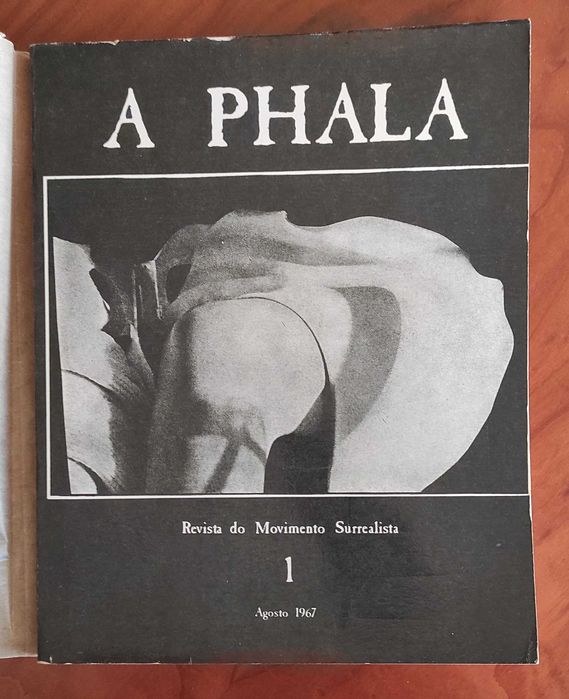 A PHALA
Revista do Movimento Surrealista
1
Agosto 1967